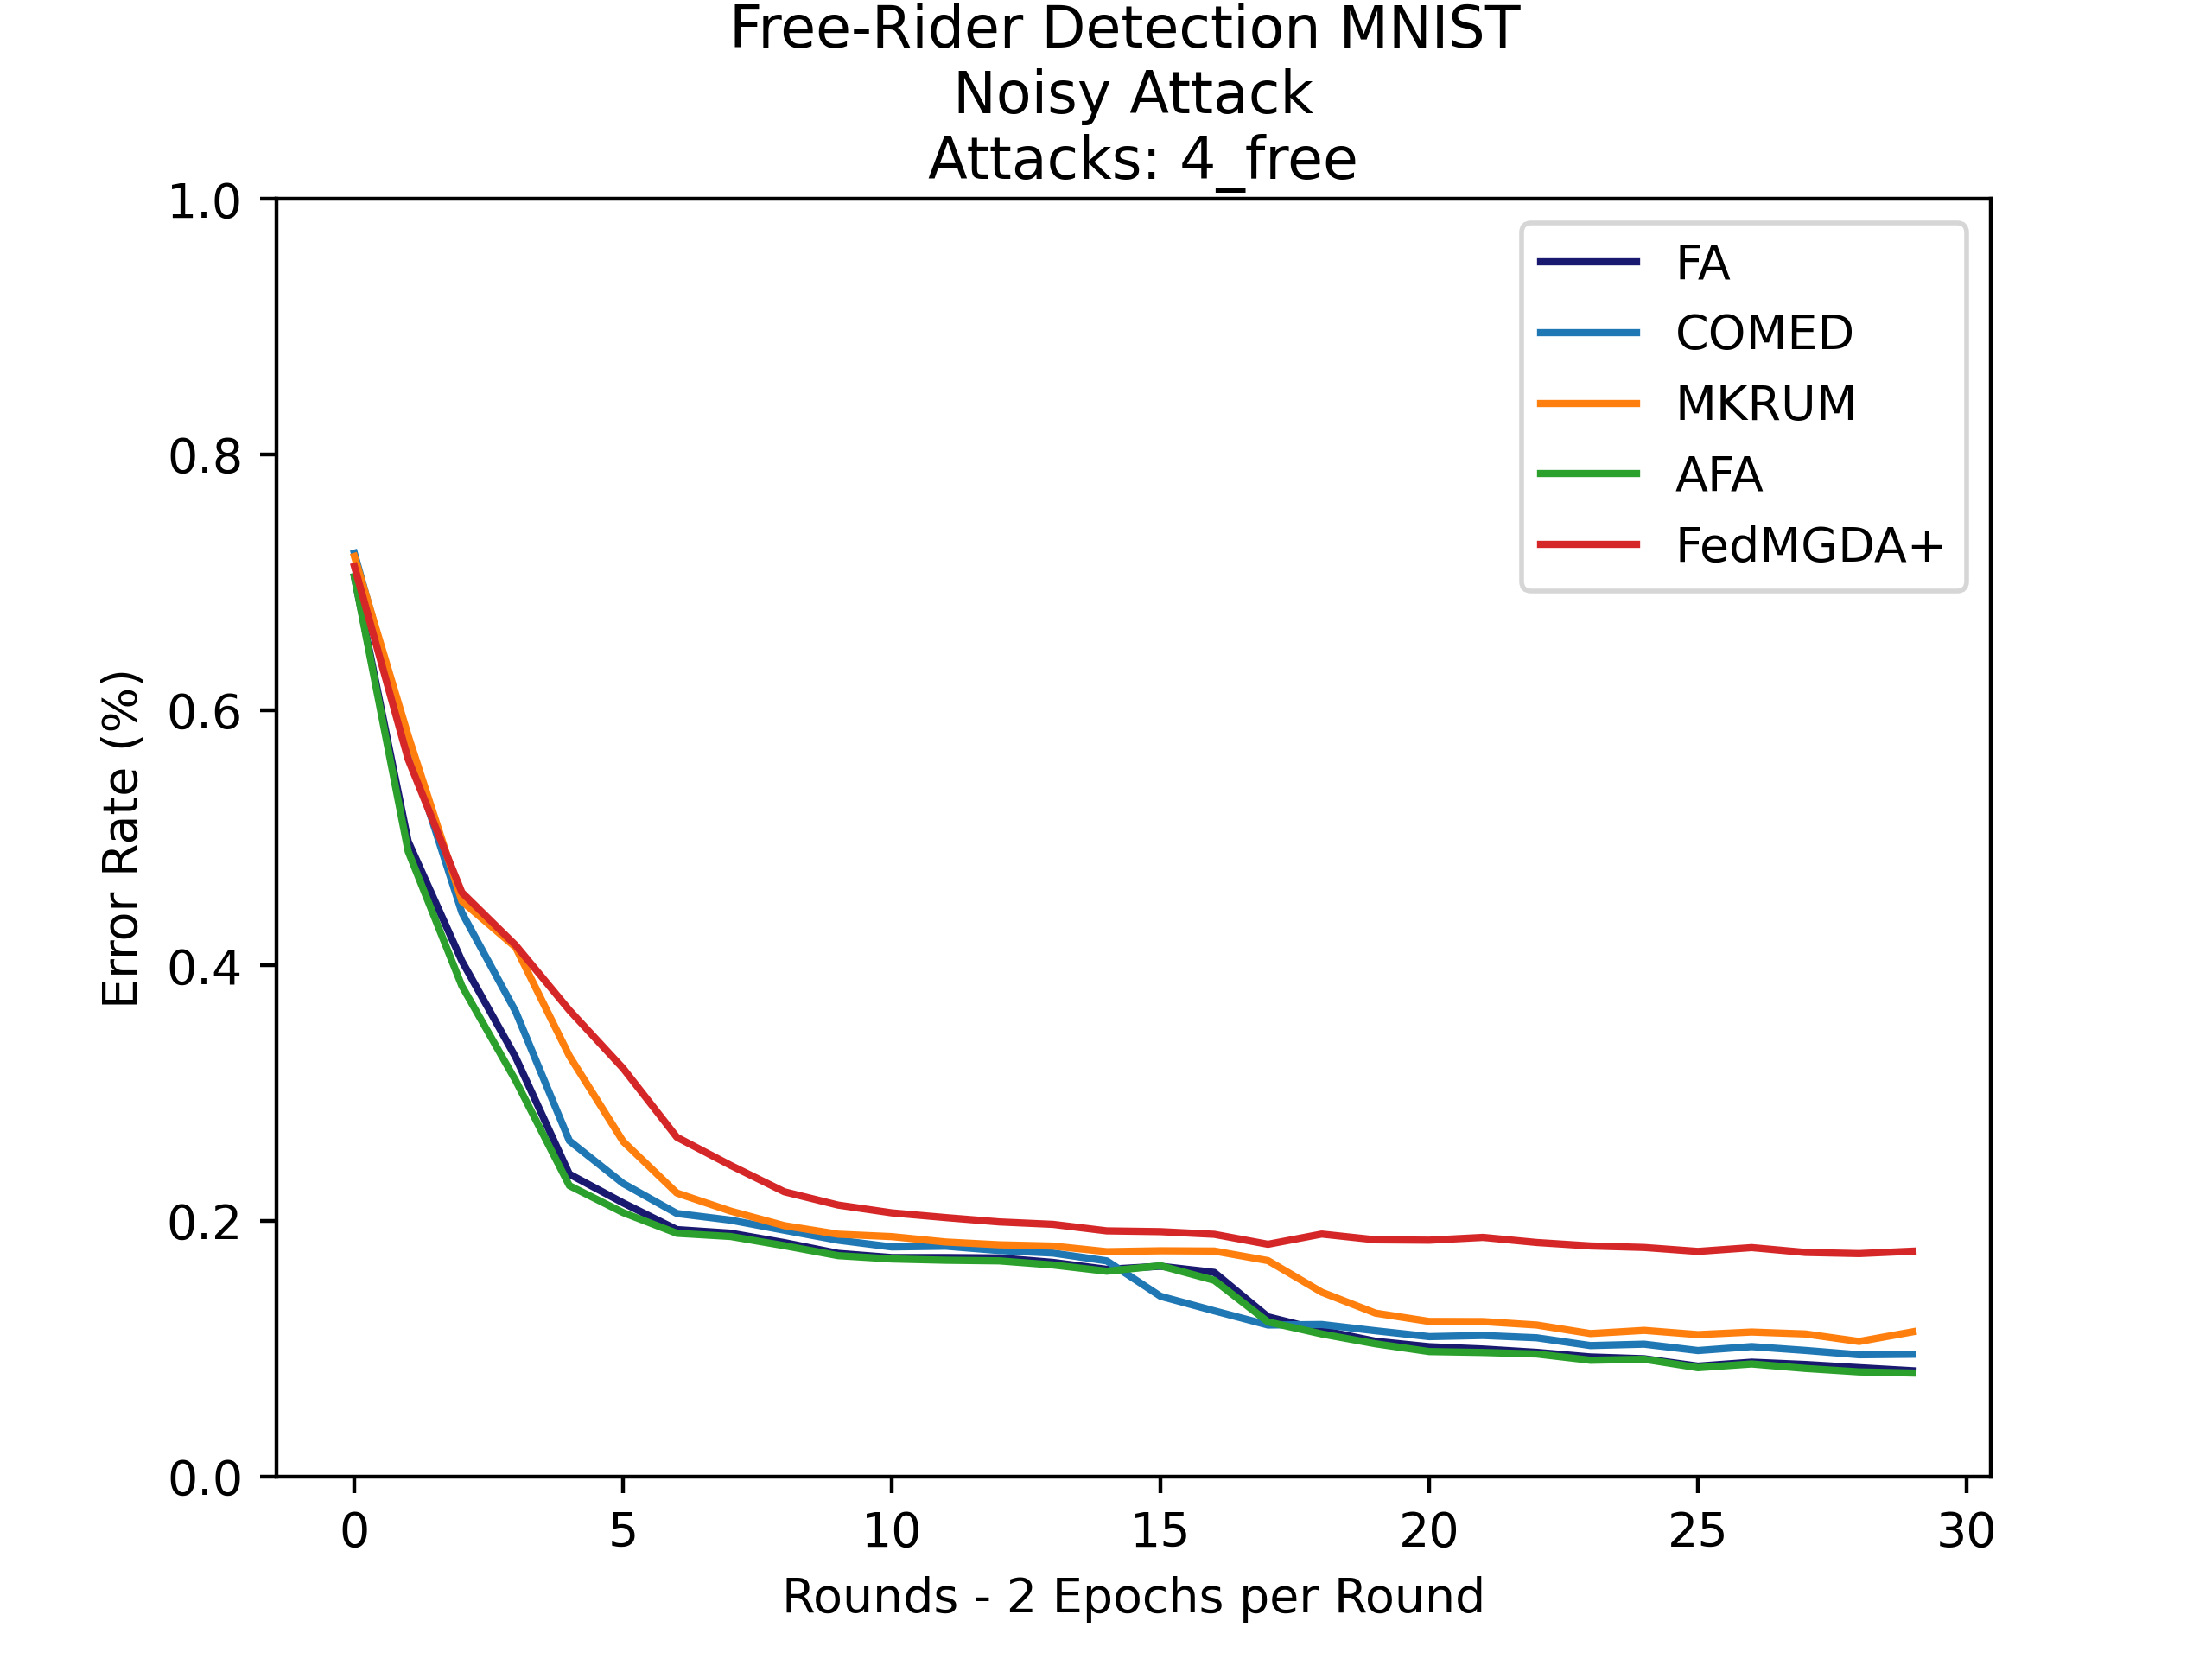 Free-Rider Detection MNIST
Noisy Attack
Attacks: 4_free
1.0
0.8
0.6
0.4
0.2
0.0
Error Rate (%)
FA
COMED
MKRUM
AFA
FedMGDA+
0 5 10 15 20 25 30
Rounds - 2 Epochs per Round